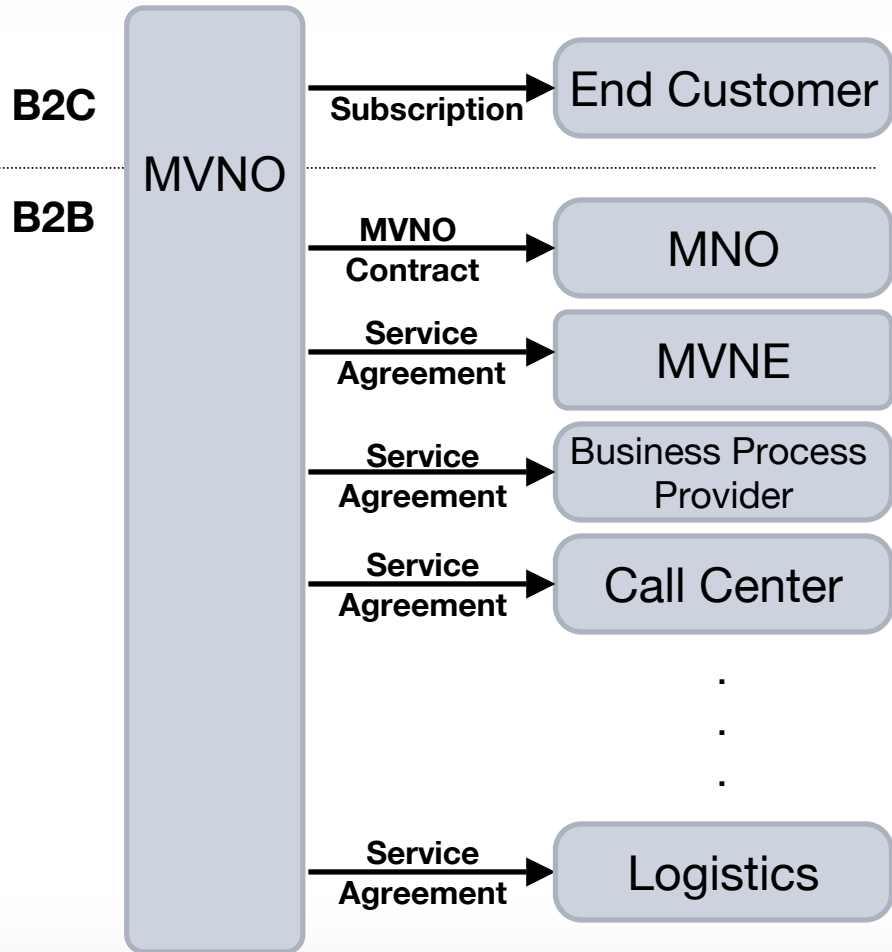 B2C
MVNO
Subscription
End Customer
B2B
MVNO
Contract
MNO
Service
Agreement
MVNE
Service
Agreement
Business Process
Provider
Service
Agreement
Call Center
.
.
.
Service
Agreement
Logistics